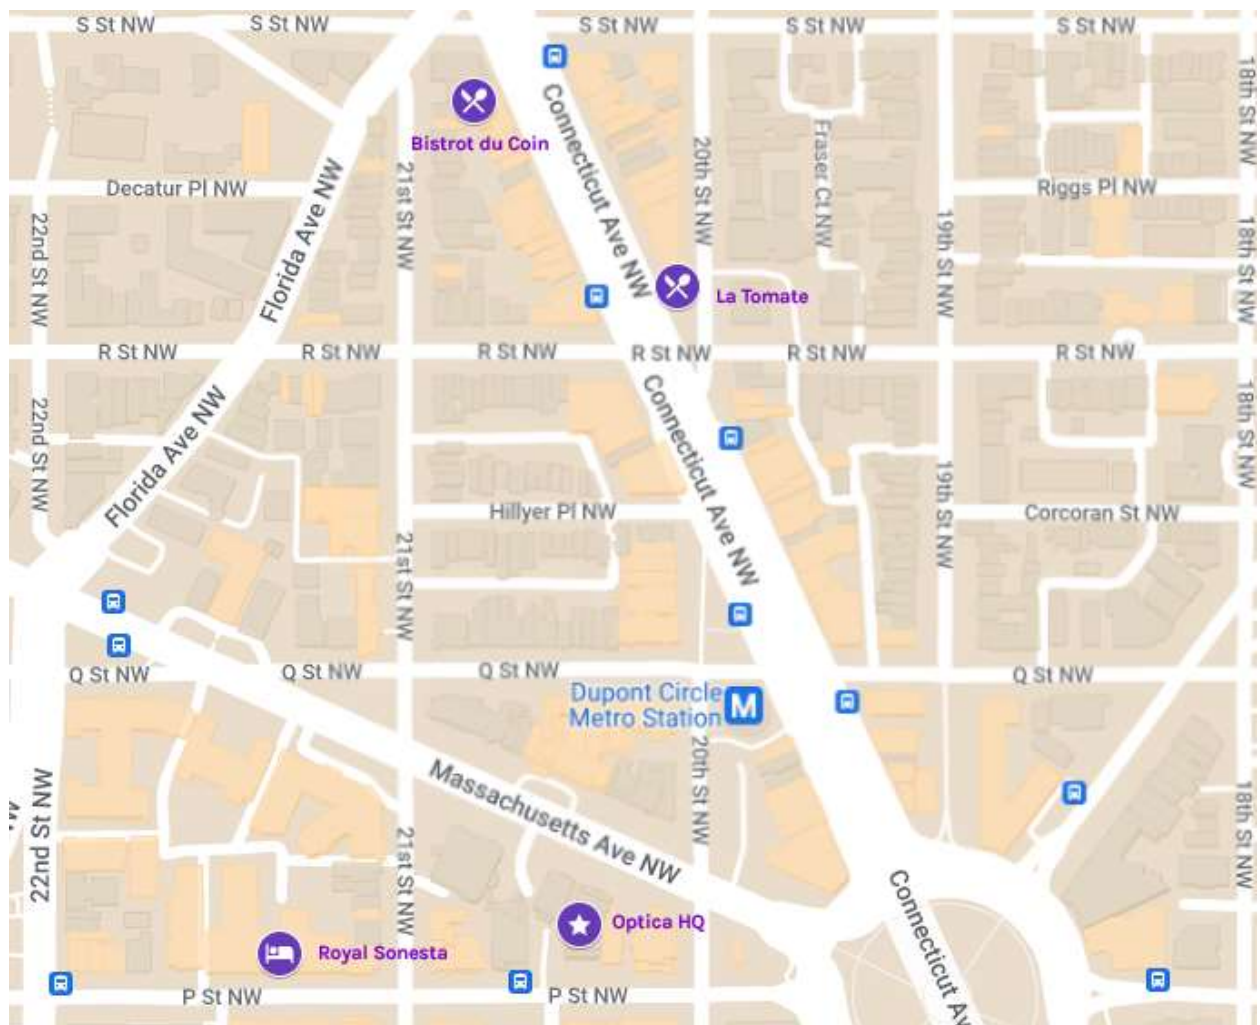 S St NW
S St NW
S St NW
S St NW
S St NW
18th St NW
Connecticut Ave NW
Bistrot du Coin
Fraser Ct NW
20th St NW
21st St NW
Florida Ave NW
Decatur Pl NW
Riggs Pl NW
22nd St NW
19th St NW
18th St NW
La Tomate
R St NW
R St NW
R St NW
R St NW
R St NW
R St NW
22nd St NW
Florida Ave NW
Connecticut Ave NW
18th St NW
19th St NW
Hillyer Pl NW
Corcoran St NW
21st St NW
Q St NW
Q St NW
Q St NW
Q St NW
Dupont Circle
Metro Station
M
20th St NW
Massachusetts Ave NW
22nd St NW
18th St NW
21st St NW
Connecticut Av
Optica HQ
Royal Sonesta
P St NW
P St NW